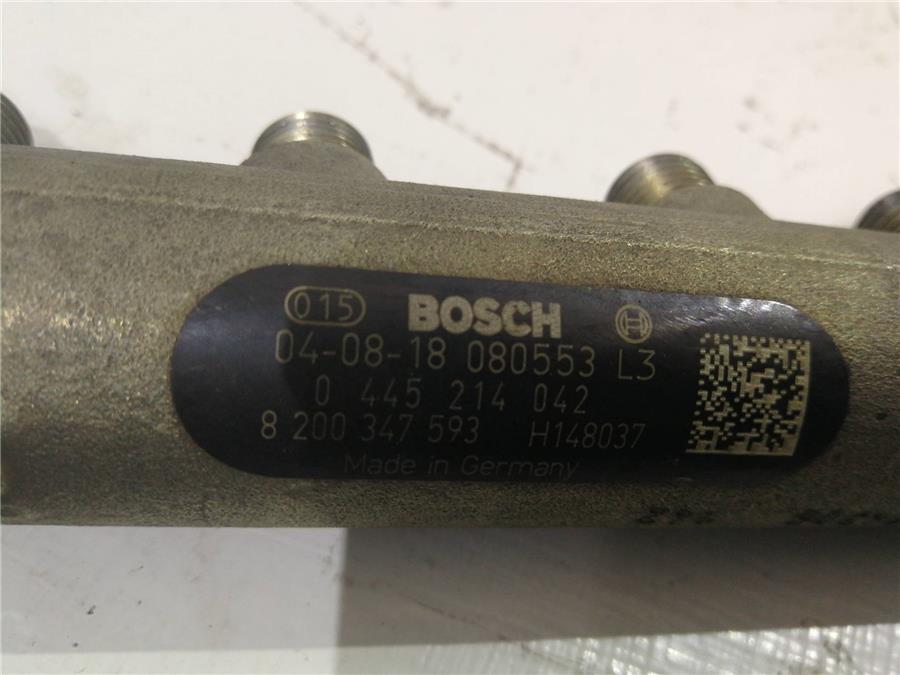 015 BOSCH
04-08-18 080553 L3
0 445 214 042
8 200 347 593 H148037
Made in Germany